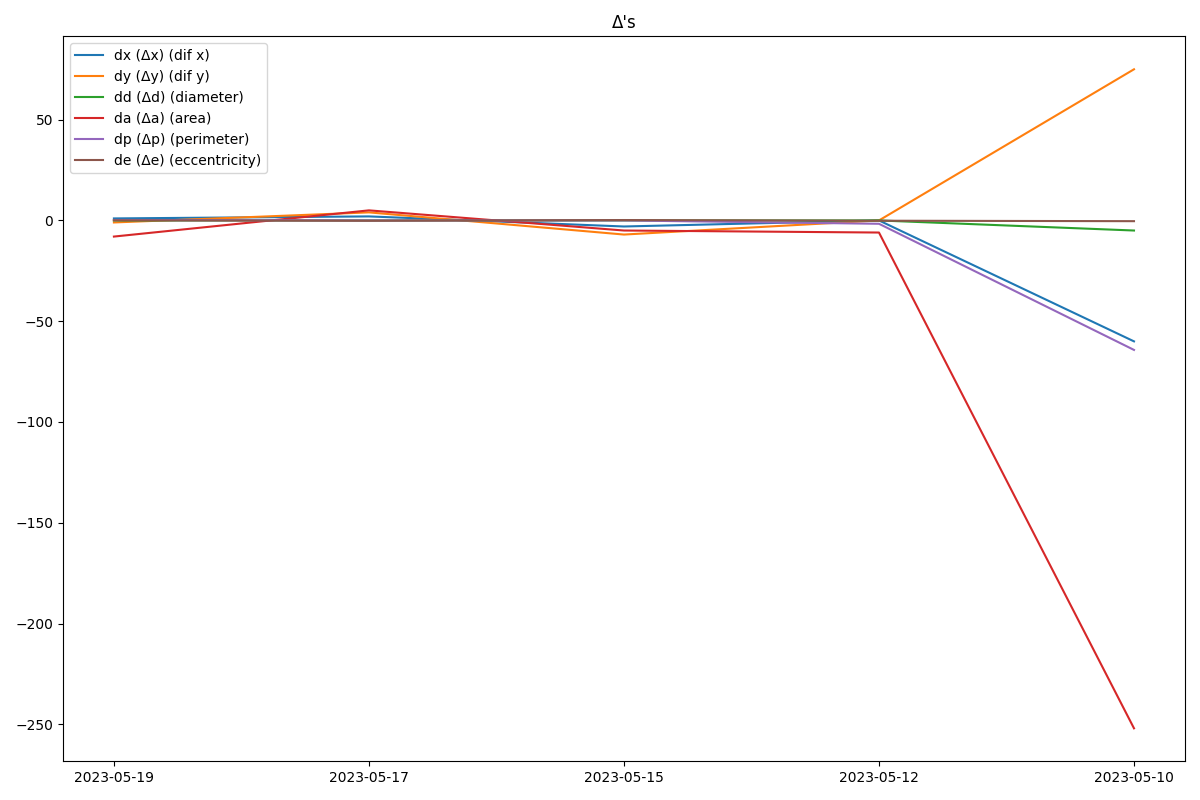 Δ's
dx (Δx) (dif x)
dy (Δy) (dif y)
dd (Δd) (diameter)
da (Δa) (area)
dp (Δp) (perimeter)
de (Δe) (eccentricity)
50
0
−50
−100
−150
−200
−250
2023-05-19 2023-05-17 2023-05-15 2023-05-12 2023-05-10